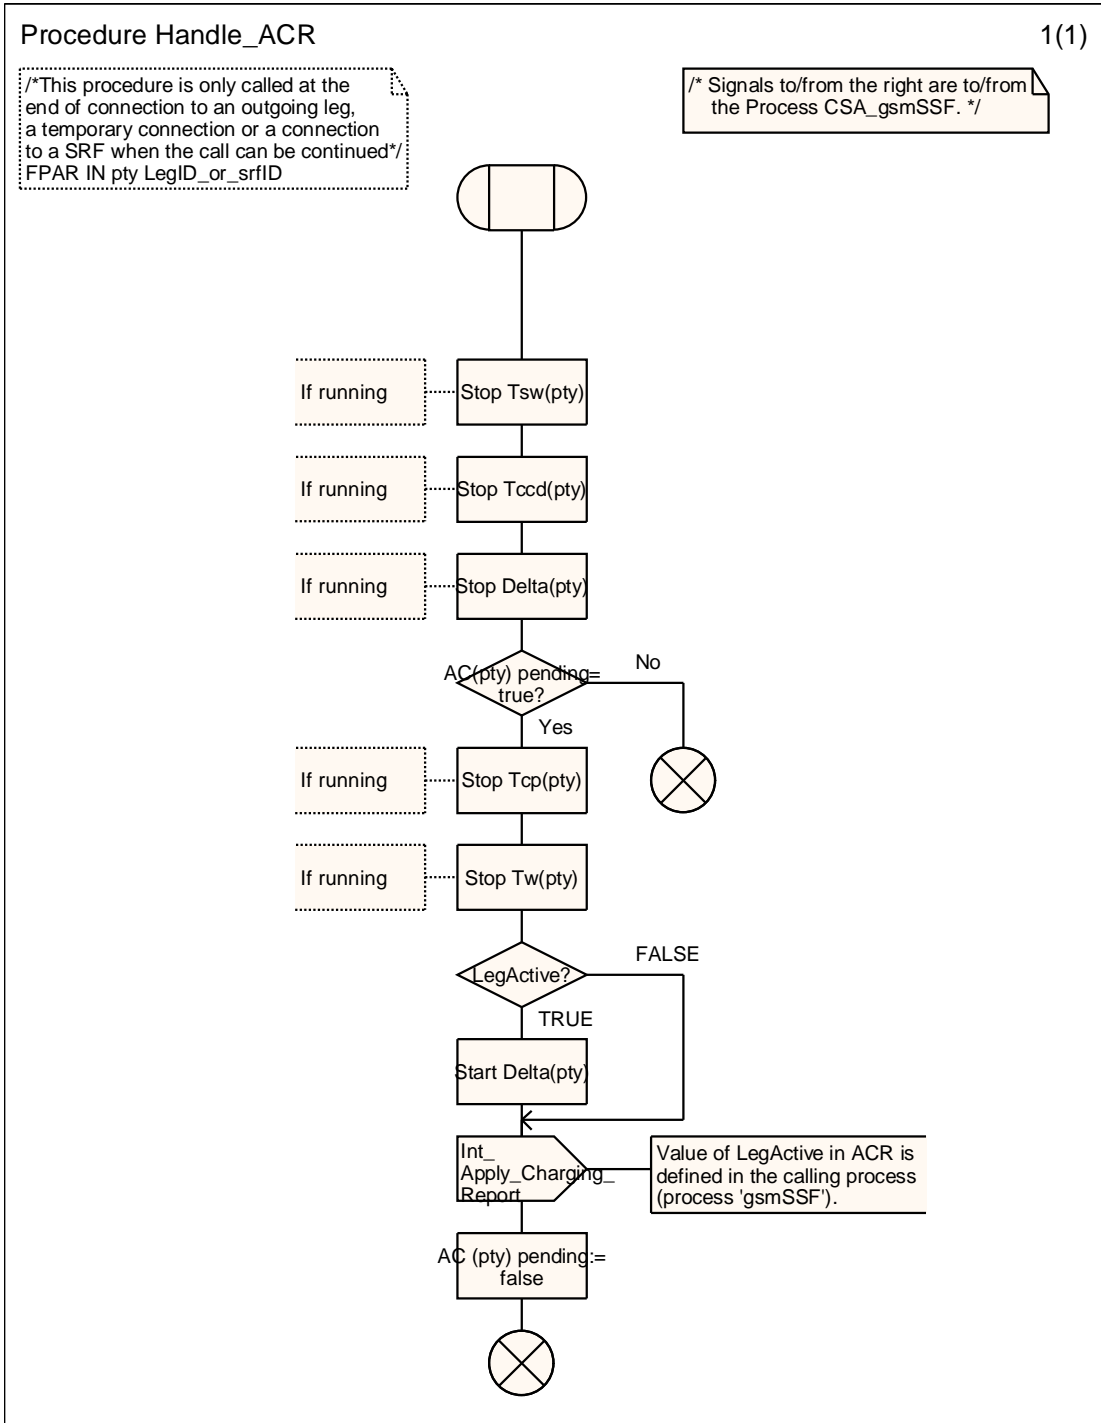 Procedure Handle_ACR
1(1)
/*This procedure is only called at the
end of connection to an outgoing leg,
a temporary connection or a connection
to a SRF when the call can be continued*/
FPAR IN pty LegID_or_srfID
/* Signals to/from the right are to/from
the Process CSA_gsmSSF. */
If running
Stop Tsw(pty)
If running
Stop Tccd(pty)
If running
Stop Delta(pty)
AC(pty) pending=
true?
No
Yes
If running
Stop Tcp(pty)
If running
Stop Tw(pty)
LegActive?
FALSE
TRUE
Start Delta(pty)
Int_
Apply_Charging_
Report
Value of LegActive in ACR is
defined in the calling process
(process 'gsmSSF').
AC (pty) pending:=
false